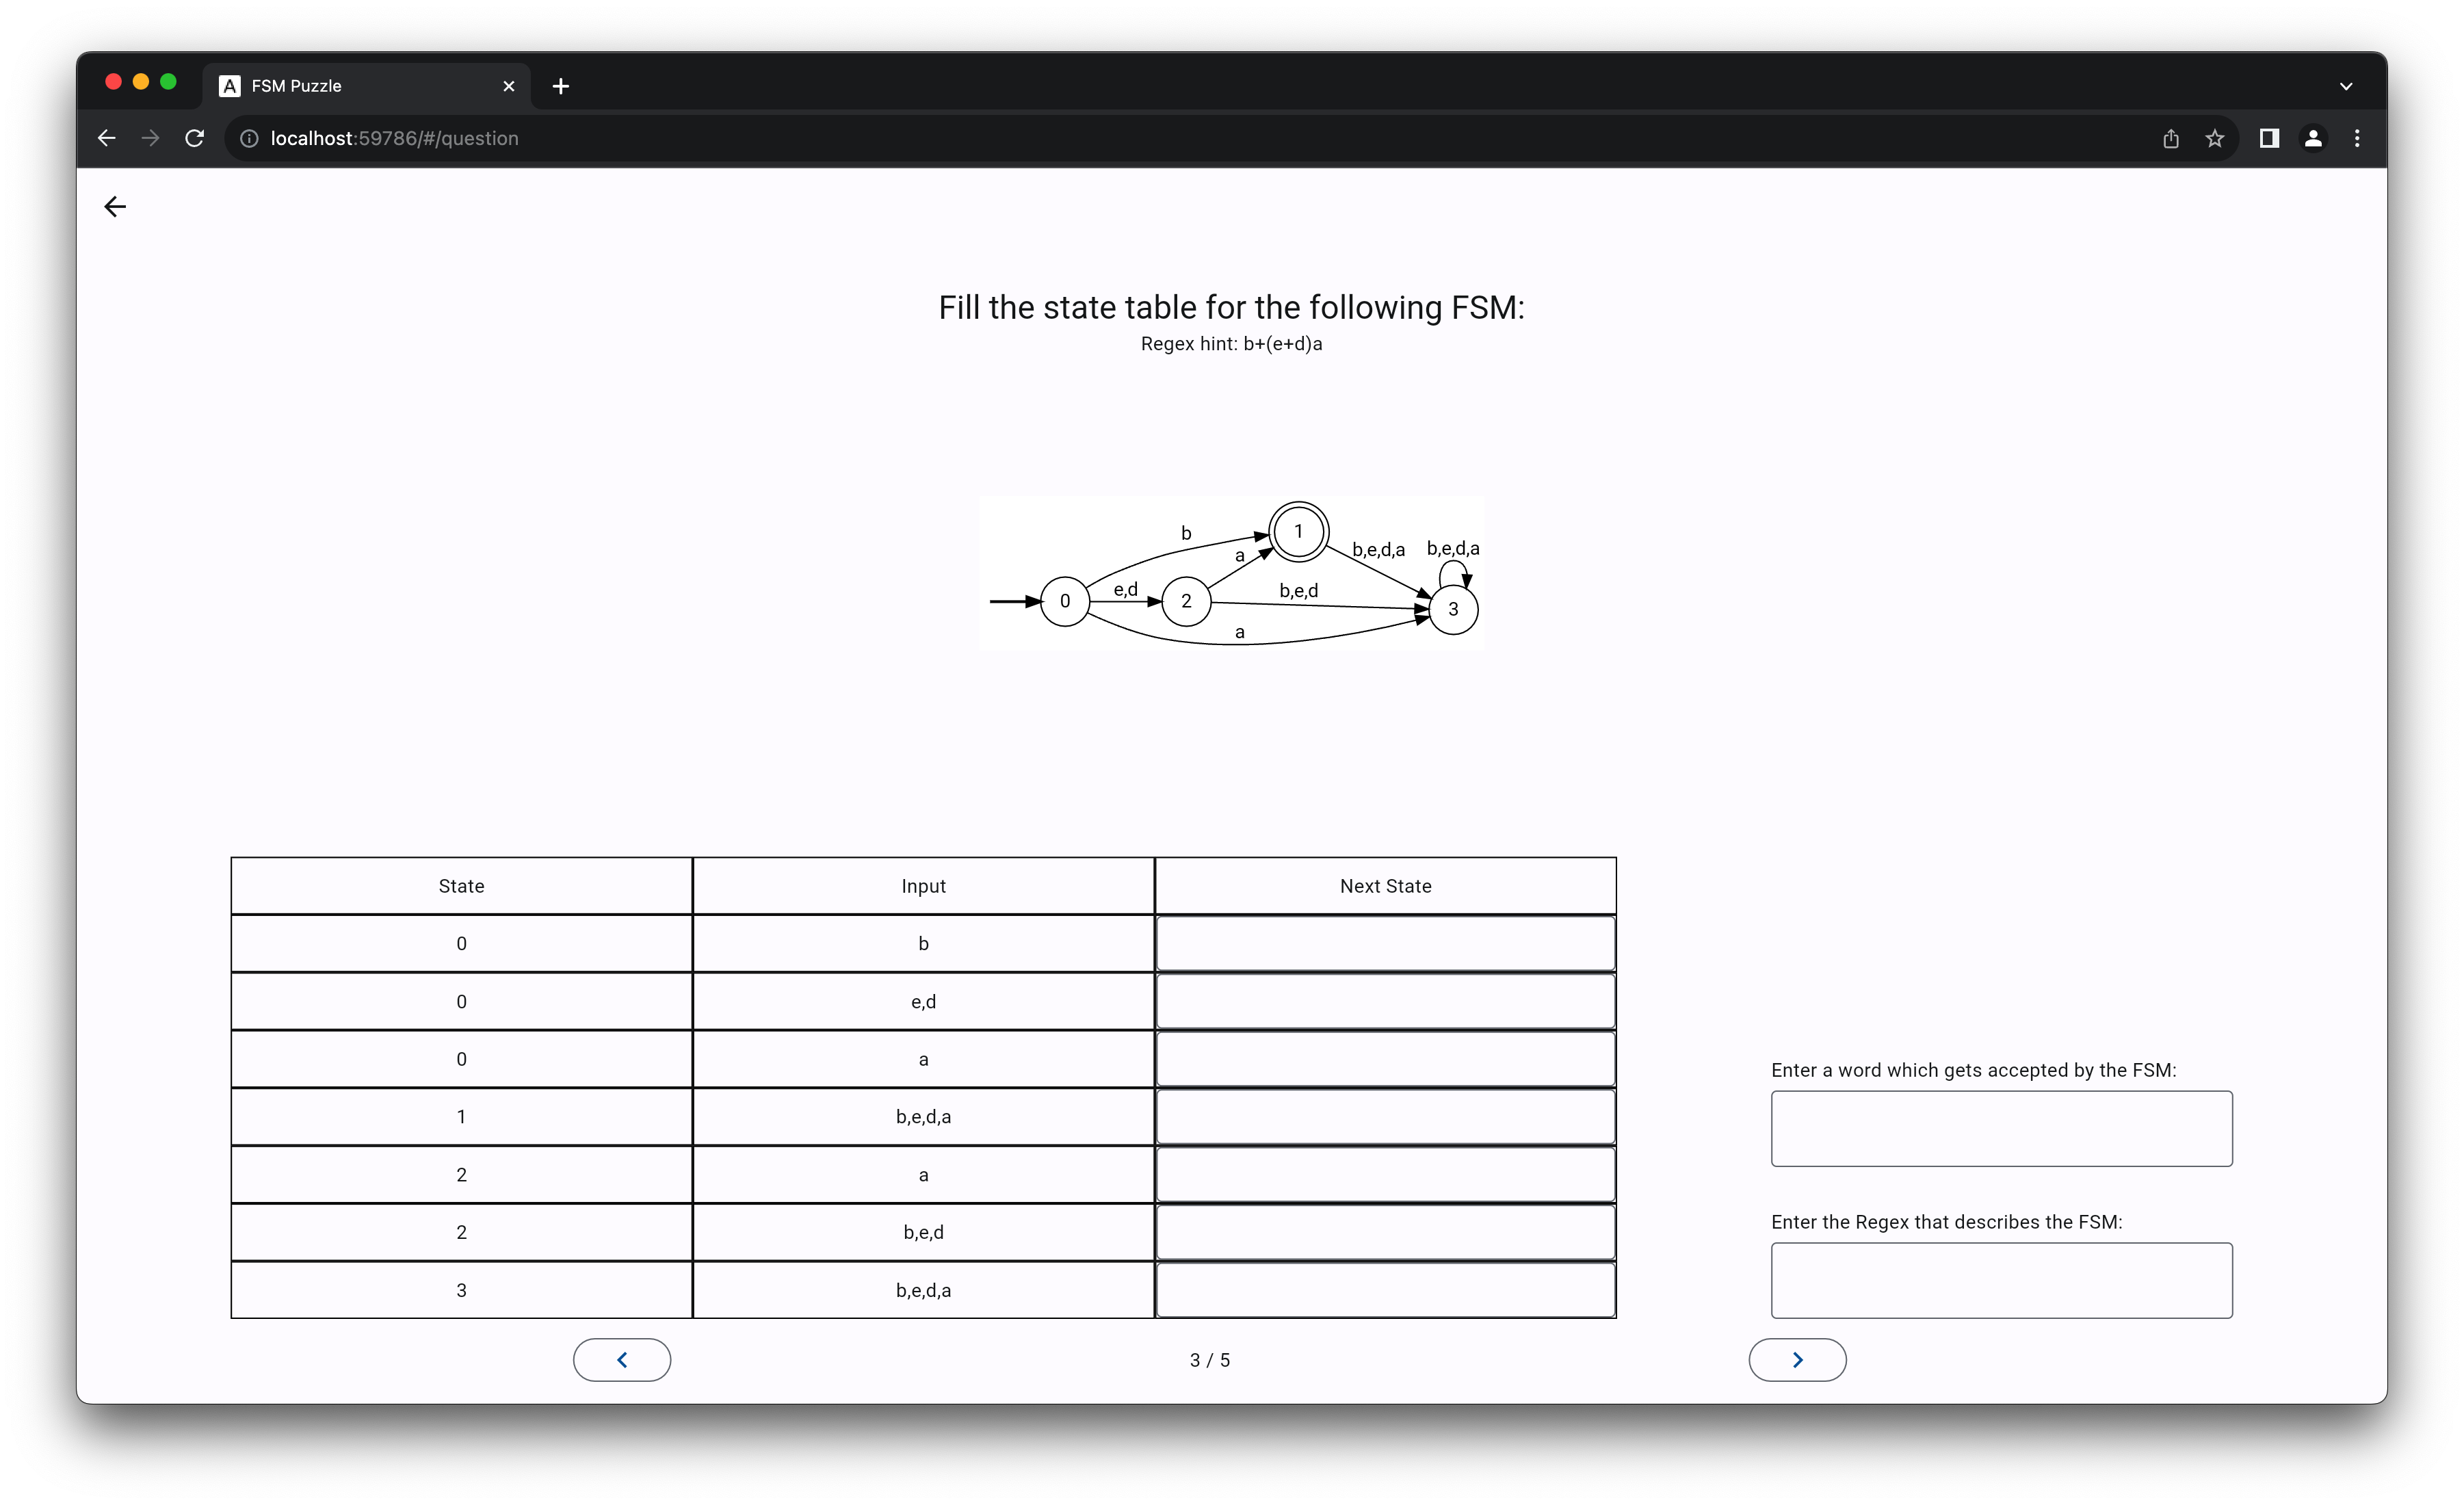 A FSM Puzzle
localhost:59786/#/question
Fill the state table for the following FSM:
Regex hint: b+(e+d)a
b
1
a
b,e,d,a
b,e,d,a
0
e,d
2
b,e,d
3
a
State Input Next State
0 b
0 e,d
0 a
1 b,e,d,a
2 a
2 b,e,d
3 b,e,d,a
Enter a word which gets accepted by the FSM:
Enter the Regex that describes the FSM:
3 / 5